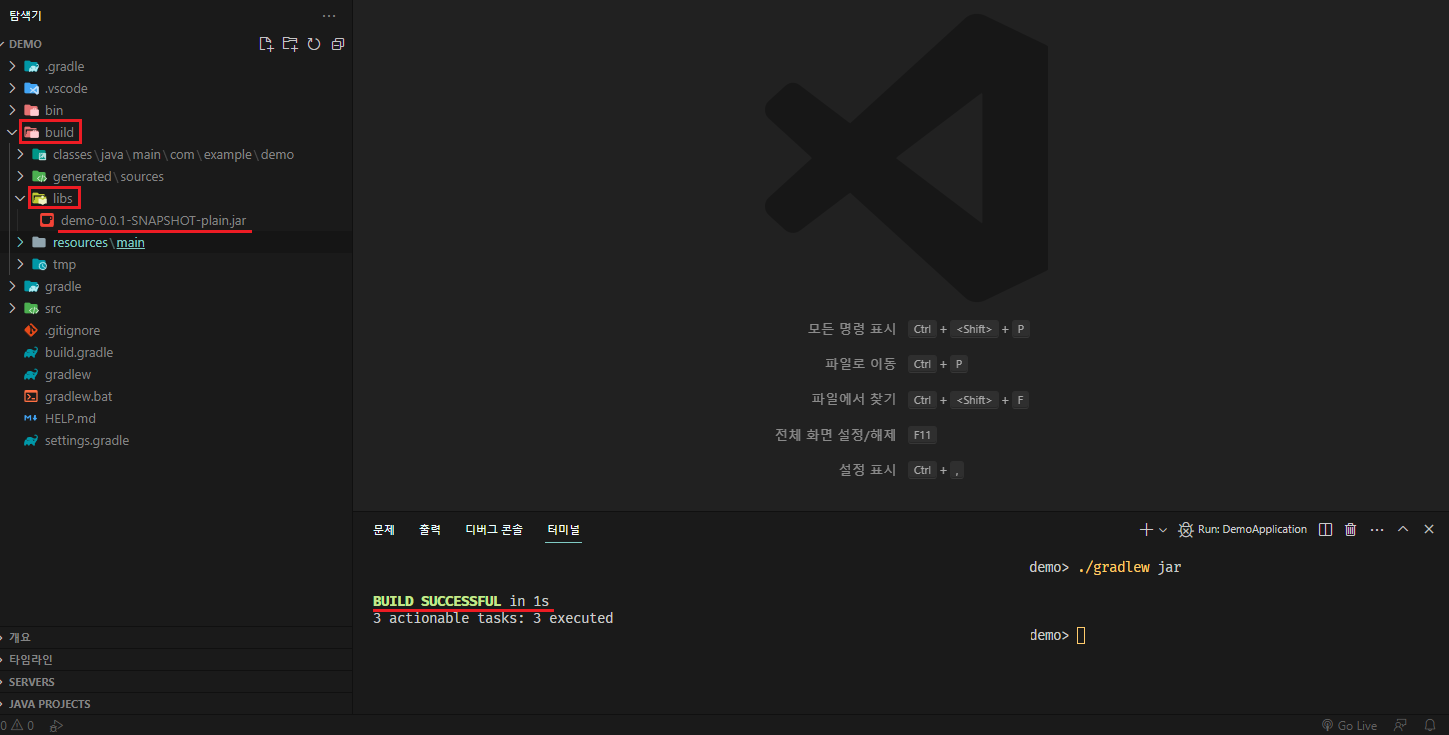 탐색기
DEMO
.gradle
.vscode
bin
build
classes\java\main\com\example\demo
generated\sources
libs
demo-0.0.1-SNAPSHOT-plain.jar
resources\main
tmp
gradle
src
.gitignore
build.gradle
gradlew
gradlew.bat
HELP.md
settings.gradle
개요
타임라인
SERVERS
JAVA PROJECTS
모든 명령 표시 Ctrl + <Shift> + P
파일로 이동 Ctrl + P
파일에서 찾기 Ctrl + <Shift> + F
전체 화면 설정/해제 F11
설정 표시 Ctrl + ,
문제 출력 디버그 콘솔 터미널 Run: DemoApplication
demo> ./gradlew jar
BUILD SUCCESSFUL in 1s
3 actionable tasks: 3 executed
demo>
0 0 Go Live